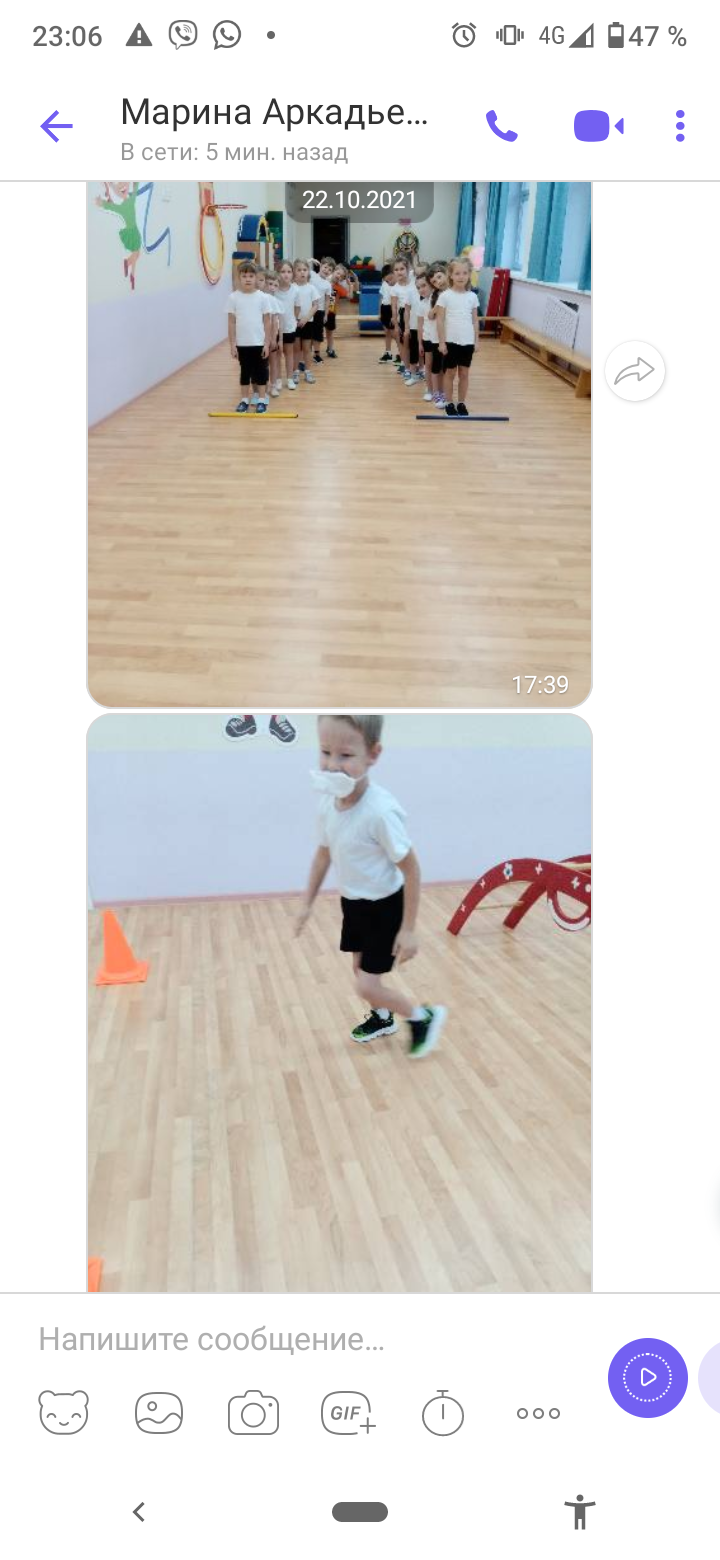 23:06 4G 47 %
Марина Аркадье...
В сети: 5 мин. назад
22.10.2021
17:39
Напишите сообщение...
GIF